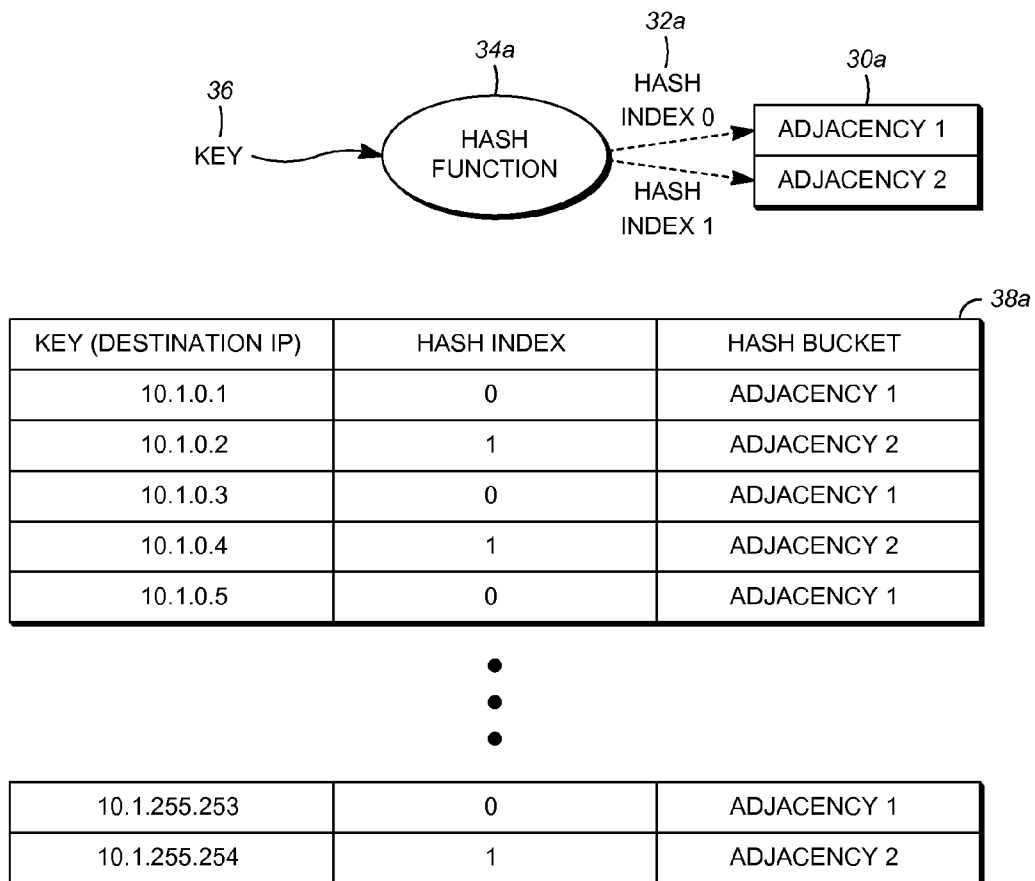 34a
32a
30a
36
HASH
INDEX 0
KEY
HASH
FUNCTION
ADJACENCY 1
ADJACENCY 2
HASH
INDEX 1
38a
KEY (DESTINATION IP) HASH INDEX HASH BUCKET
10.1.0.1 0 ADJACENCY 1
10.1.0.2 1 ADJACENCY 2
10.1.0.3 0 ADJACENCY 1
10.1.0.4 1 ADJACENCY 2
10.1.0.5 0 ADJACENCY 1
10.1.255.253 0 ADJACENCY 1
10.1.255.254 1 ADJACENCY 2